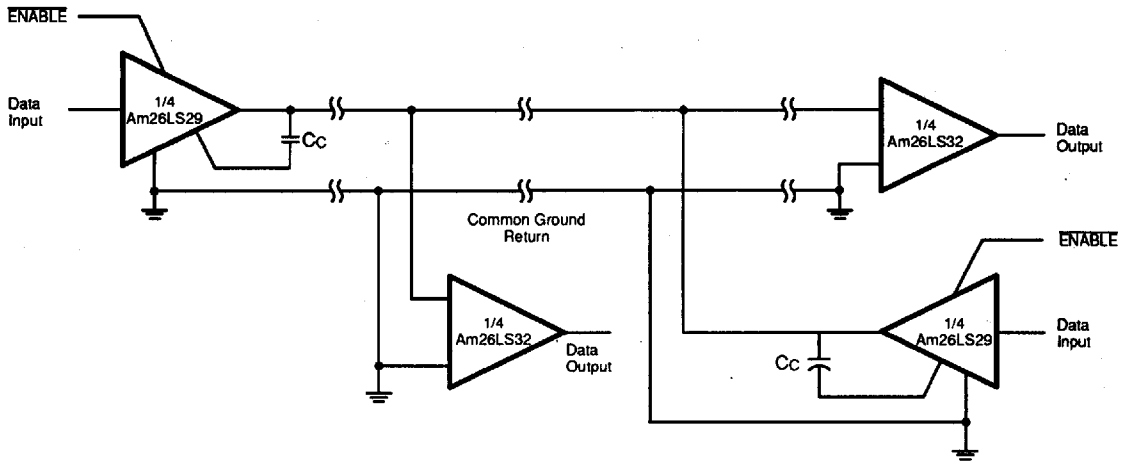 ENABLE
Data
Input
1/4
Am26LS29
CC
1/4
Am26LS32
Data
Output
Common Ground
Return
ENABLE
1/4
Am26LS32
Data
Output
1/4
Am26LS29
Data
Input
CC